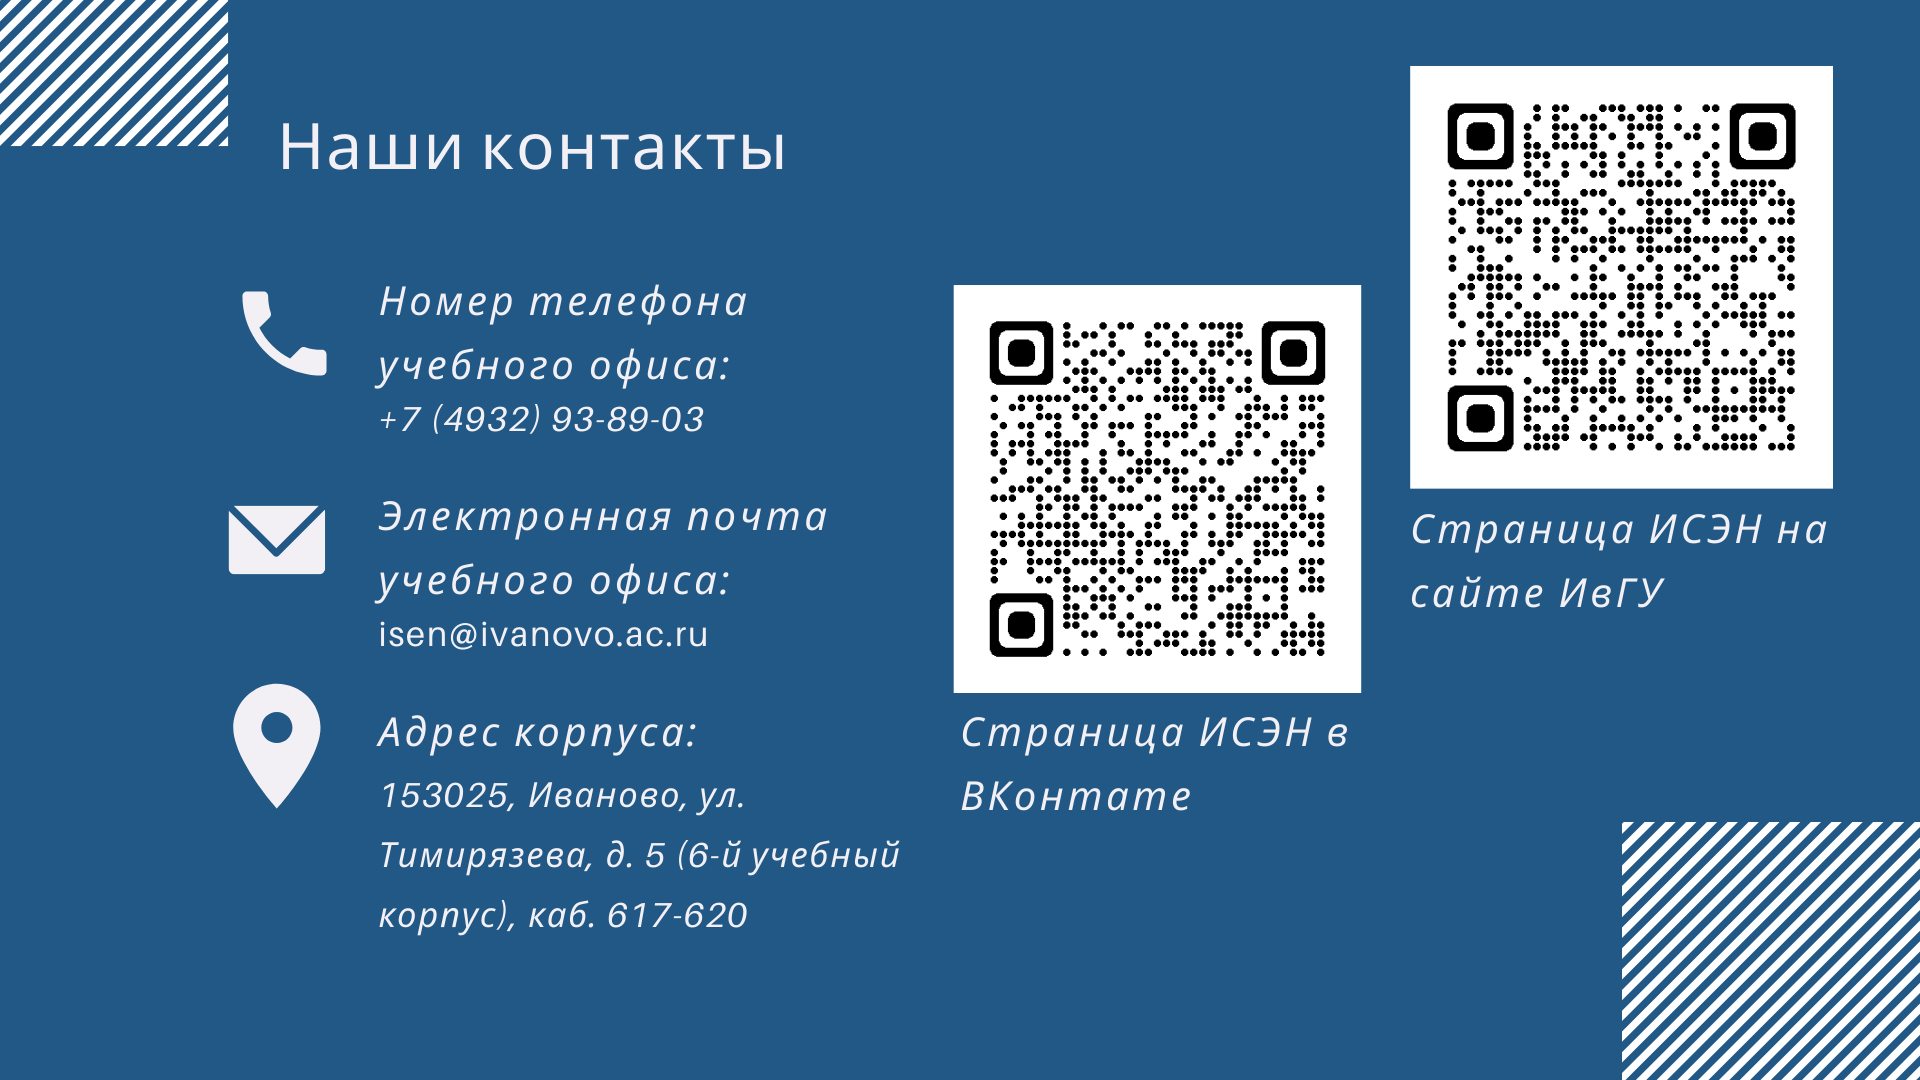 Наши контакты
Номер телефона
учебного офиса:
+7 (4932) 93-89-03
Электронная почта
учебного офиса:
isen@ivanovo.ac.ru
Адрес корпуса:
153025, Иваново, ул.
Тимирязева, д. 5 (6-й учебный
корпус), каб. 617-620
Страница ИСЭН в
ВКонтате
Страница ИСЭН на
сайте ИвГУ